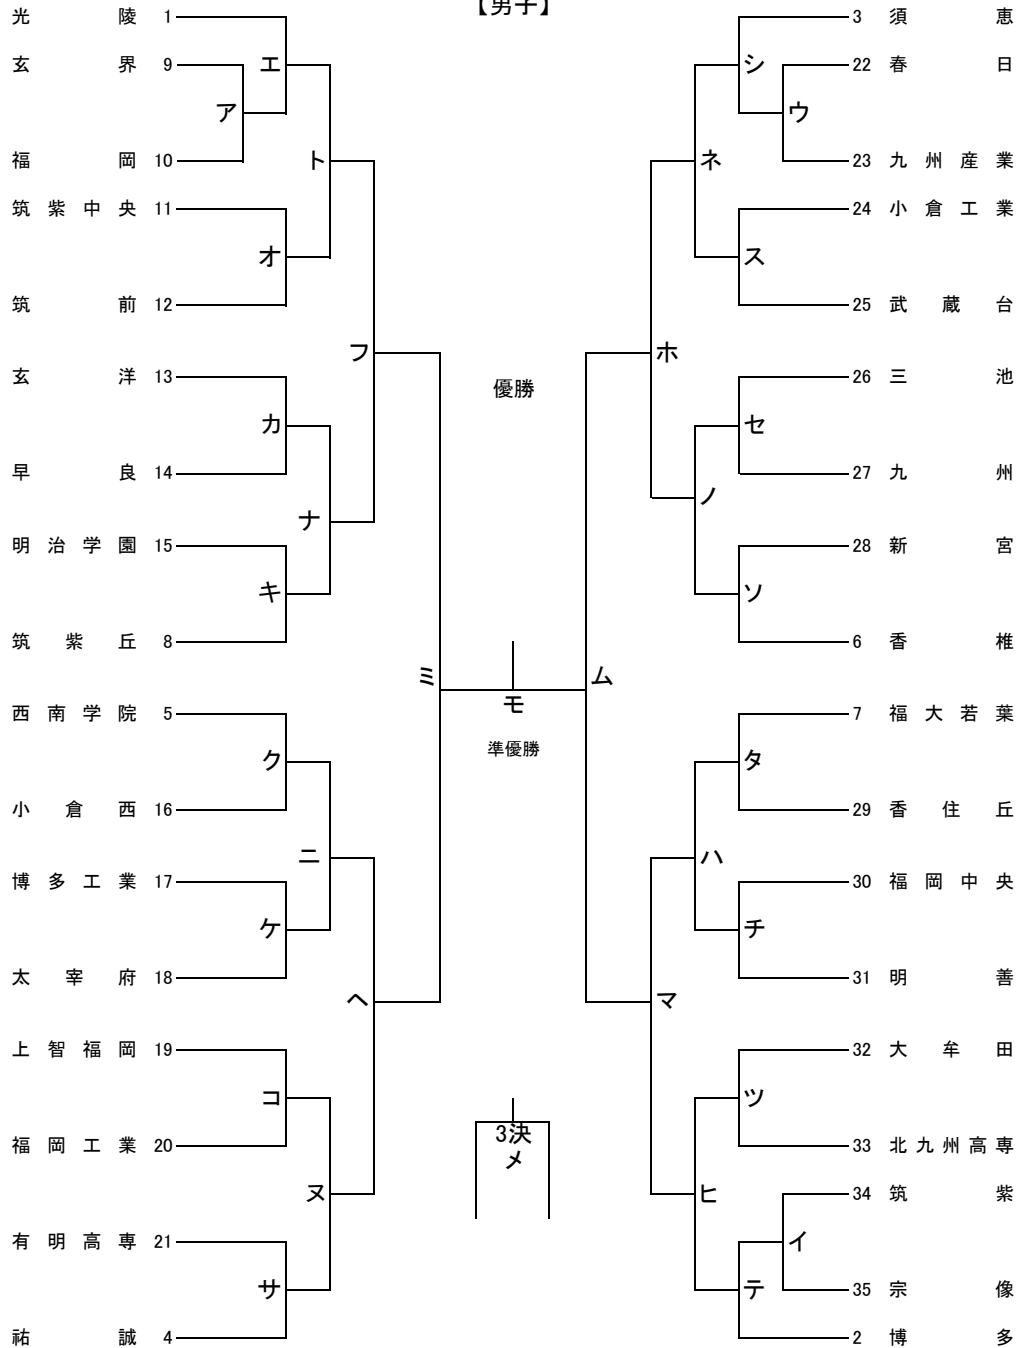 【男子】
光陵 1
玄界 9
エ
ア
福岡 10
ト
筑紫中央 11
オ
筑前 12
フ
玄洋 13
カ
早良 14
ナ
明治学園 15
キ
筑紫丘 8
ミ
西南学院 5
ク
小倉西 16
ニ
博多工業 17
ケ
太宰府 18
ヘ
上智福岡 19
コ
福岡工業 20
ヌ
有明高専 21
サ
祐誠 4
優勝
モ
準優勝
3決
メ
3 須恵
シ
22 春日
ウ
23 九州産業
ネ
24 小倉工業
ス
25 武蔵台
ホ
26 三池
セ
27 九州
ノ
28 新宮
ソ
6 香椎
ム
7 福大若葉
タ
29 香住丘
ハ
30 福岡中央
チ
31 明善
マ
32 大牟田
ツ
33 北九州高専
ヒ
34 筑紫
イ
35 宗像
テ
2 博多